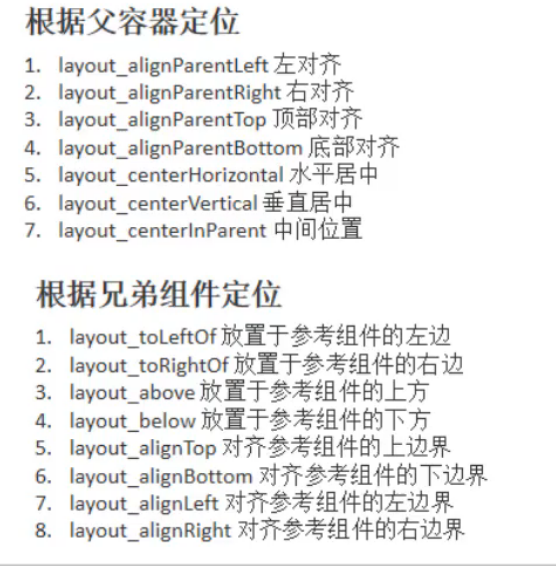 根据父容器定位
1. layout_alignParentLeft 左对齐
2. layout_alignParentRight 右对齐
3. layout_alignParentTop 顶部对齐
4. layout_alignParentBottom 底部对齐
5. layout_centerHorizontal 水平居中
6. layout_centerVertical 垂直居中
7. layout_centerInParent 中间位置
根据兄弟组件定位
1. layout_toLeftOf 放置于参考组件的左边
2. layout_toRightOf 放置于参考组件的右边
3. layout_above 放置于参考组件的上方
4. layout_below 放置于参考组件的下方
5. layout_alignTop 对齐参考组件的上边界
6. layout_alignBottom 对齐参考组件的下边界
7. layout_alignLeft 对齐参考组件的左边界
8. layout_alignRight 对齐参考组件的右边界